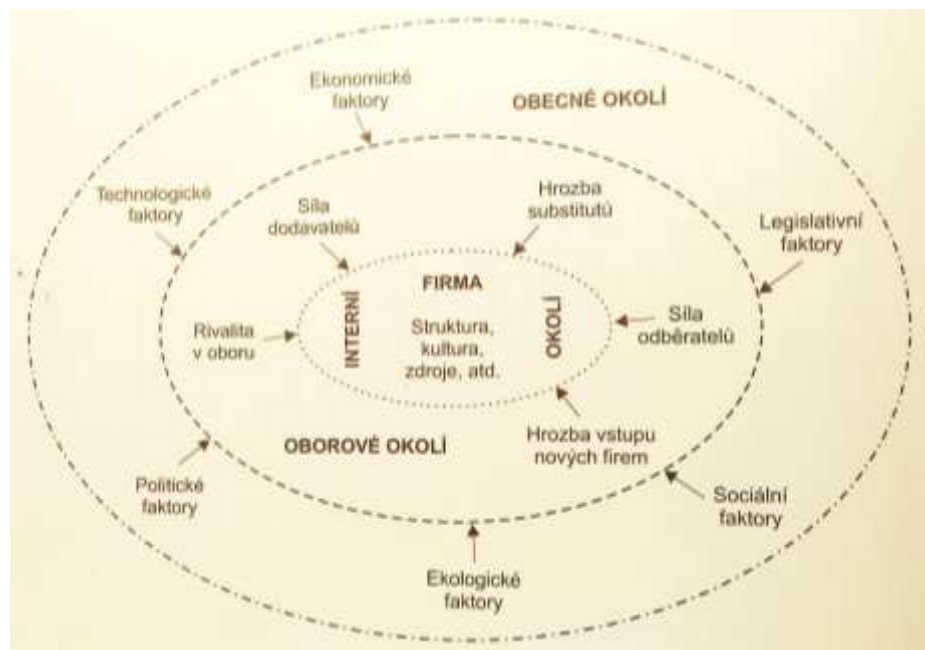 Ekonomické
faktory
OBECNÉ OKOLÍ
Technologické
faktory
Síla
dodavatelů
Hrozba
substitutů
Legislativní
faktory
FIRMA
INTERNÍ
OKOLÍ
Struktura,
kultura,
zdroje, atd.
Rivalita
v oboru
Síla
odběratelů
OBOROVÉ OKOLÍ
Hrozba vstupu
nových firem
Politické
faktory
Sociální
faktory
Ekologické
faktory